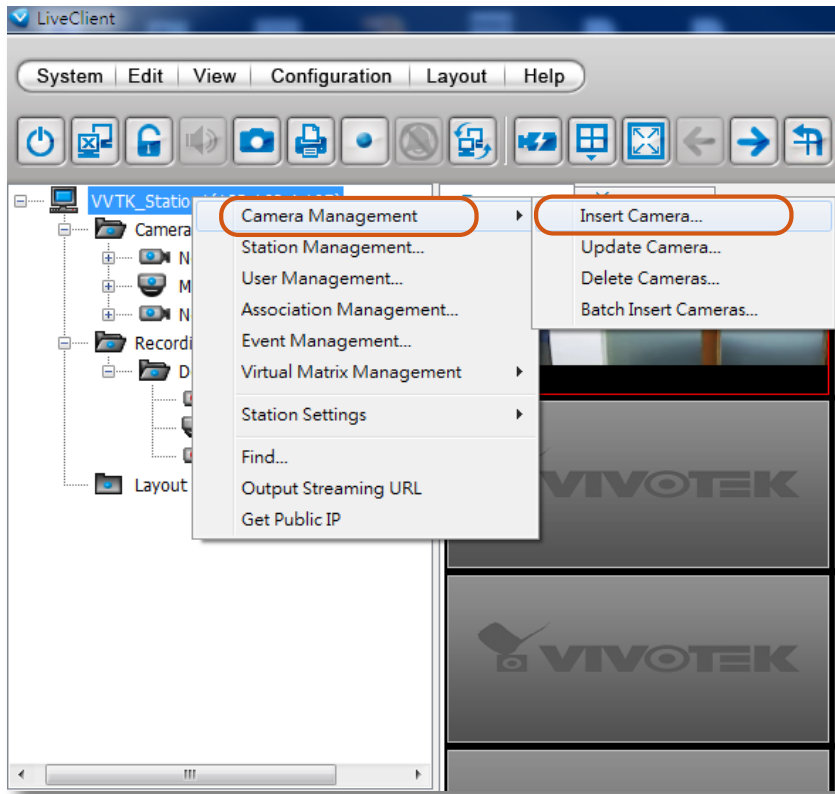 LiveClient
System Edit View Configuration Layout Help
VVTK_Statio
Camera
N
M
N
Recordi
D
Layout
Camera Management
Station Management...
User Management...
Association Management...
Event Management...
Virtual Matrix Management
Station Settings
Find...
Output Streaming URL
Get Public IP
Insert Camera...
Update Camera...
Delete Cameras...
Batch Insert Cameras...
VIVOTEK
VIVOTEK